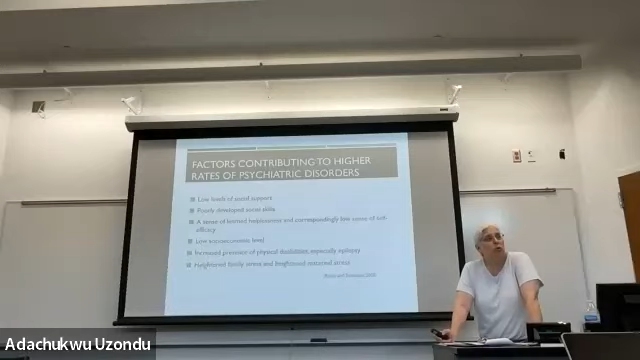 FACTORS CONTRIBUTING TO HIGHER
RATES OF PSYCHIATRIC DISORDERS
Low levels of social support
Poorly developed social skills
A sense of learned helplessness and correspondingly low sense of self-
efficacy
Low socioeconomic level
Increased presence of physical disabilities, especially epilepsy
Heightened family stress and heightened maternal stress
Adachukwu Uzondu